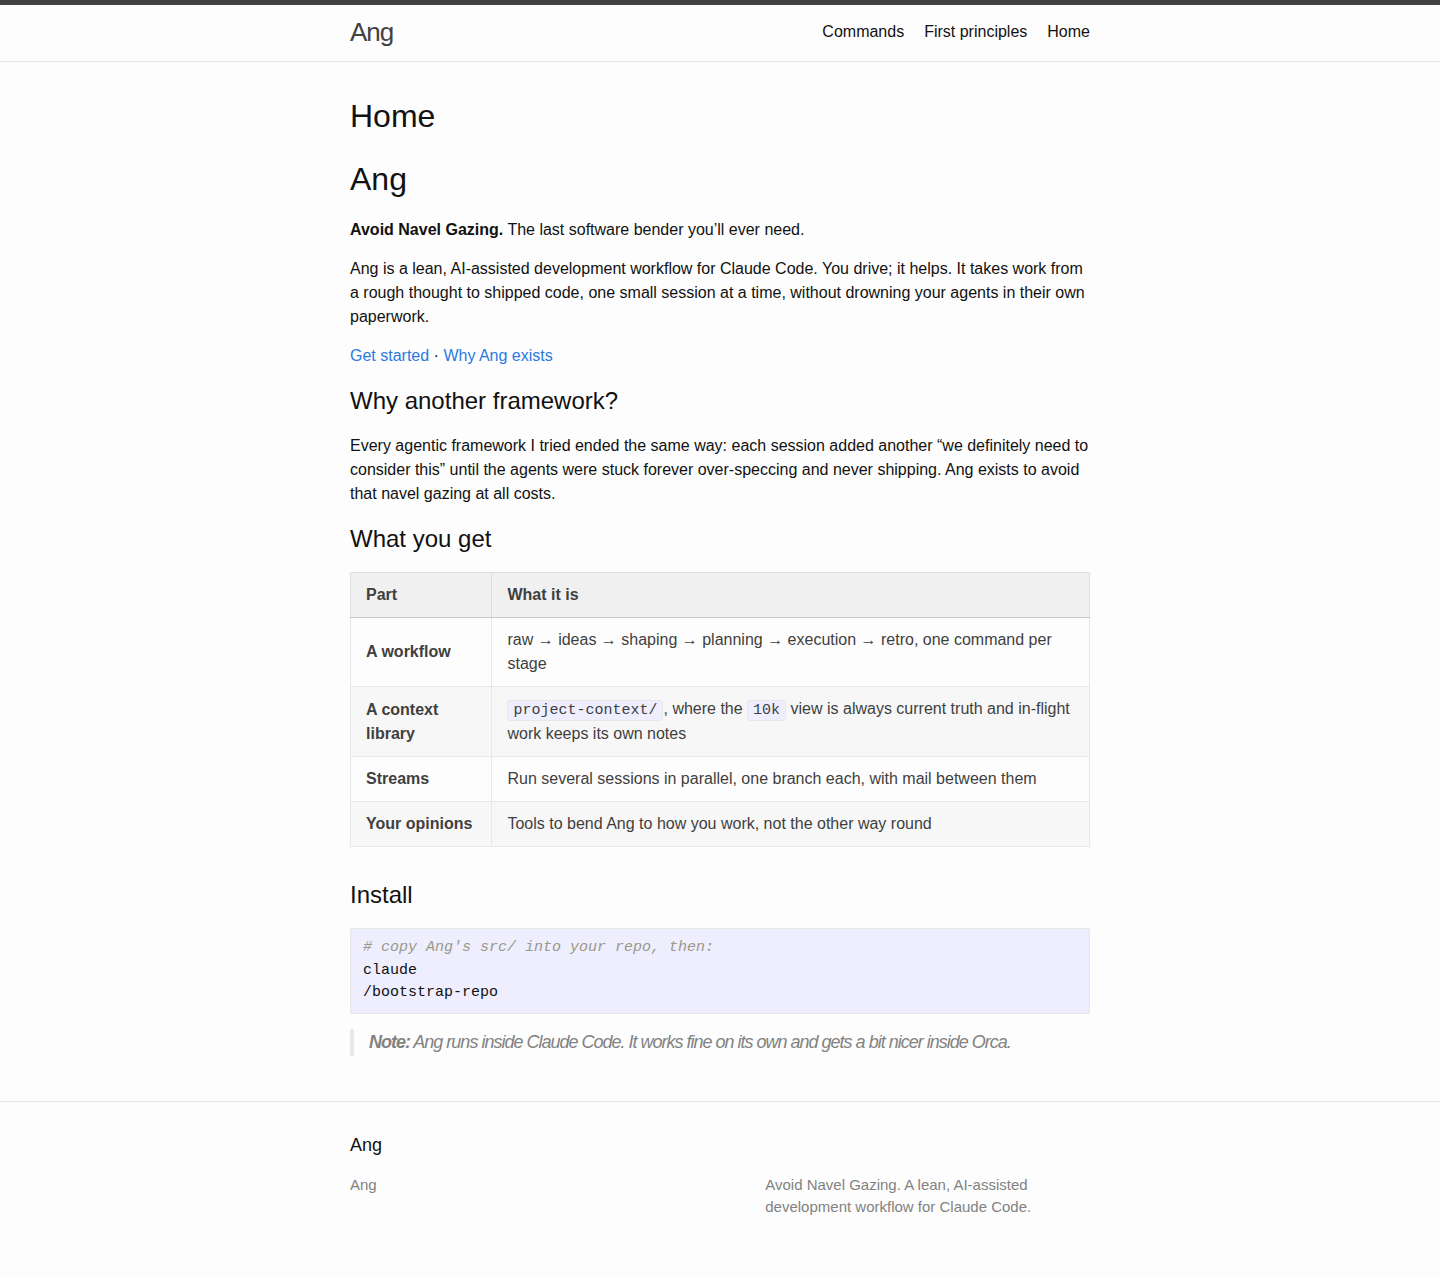 Ang
Commands First principles Home
Home
Ang
Avoid Navel Gazing. The last software bender you’ll ever need.
Ang is a lean, AI-assisted development workflow for Claude Code. You drive; it helps. It takes work from
a rough thought to shipped code, one small session at a time, without drowning your agents in their own
paperwork.
Get started · Why Ang exists
Why another framework?
Every agentic framework I tried ended the same way: each session added another “we definitely need to
consider this” until the agents were stuck forever over-speccing and never shipping. Ang exists to avoid
that navel gazing at all costs.
What you get
Part What it is
A workflow raw → ideas → shaping → planning → execution → retro, one command per
stage
A context
library
project-context/, where the 10k view is always current truth and in-flight
work keeps its own notes
Streams Run several sessions in parallel, one branch each, with mail between them
Your opinions Tools to bend Ang to how you work, not the other way round
Install
# copy Ang's src/ into your repo, then:
claude
/bootstrap-repo
Note: Ang runs inside Claude Code. It works fine on its own and gets a bit nicer inside Orca.
Ang
Ang
Avoid Navel Gazing. A lean, AI-assisted
development workflow for Claude Code.